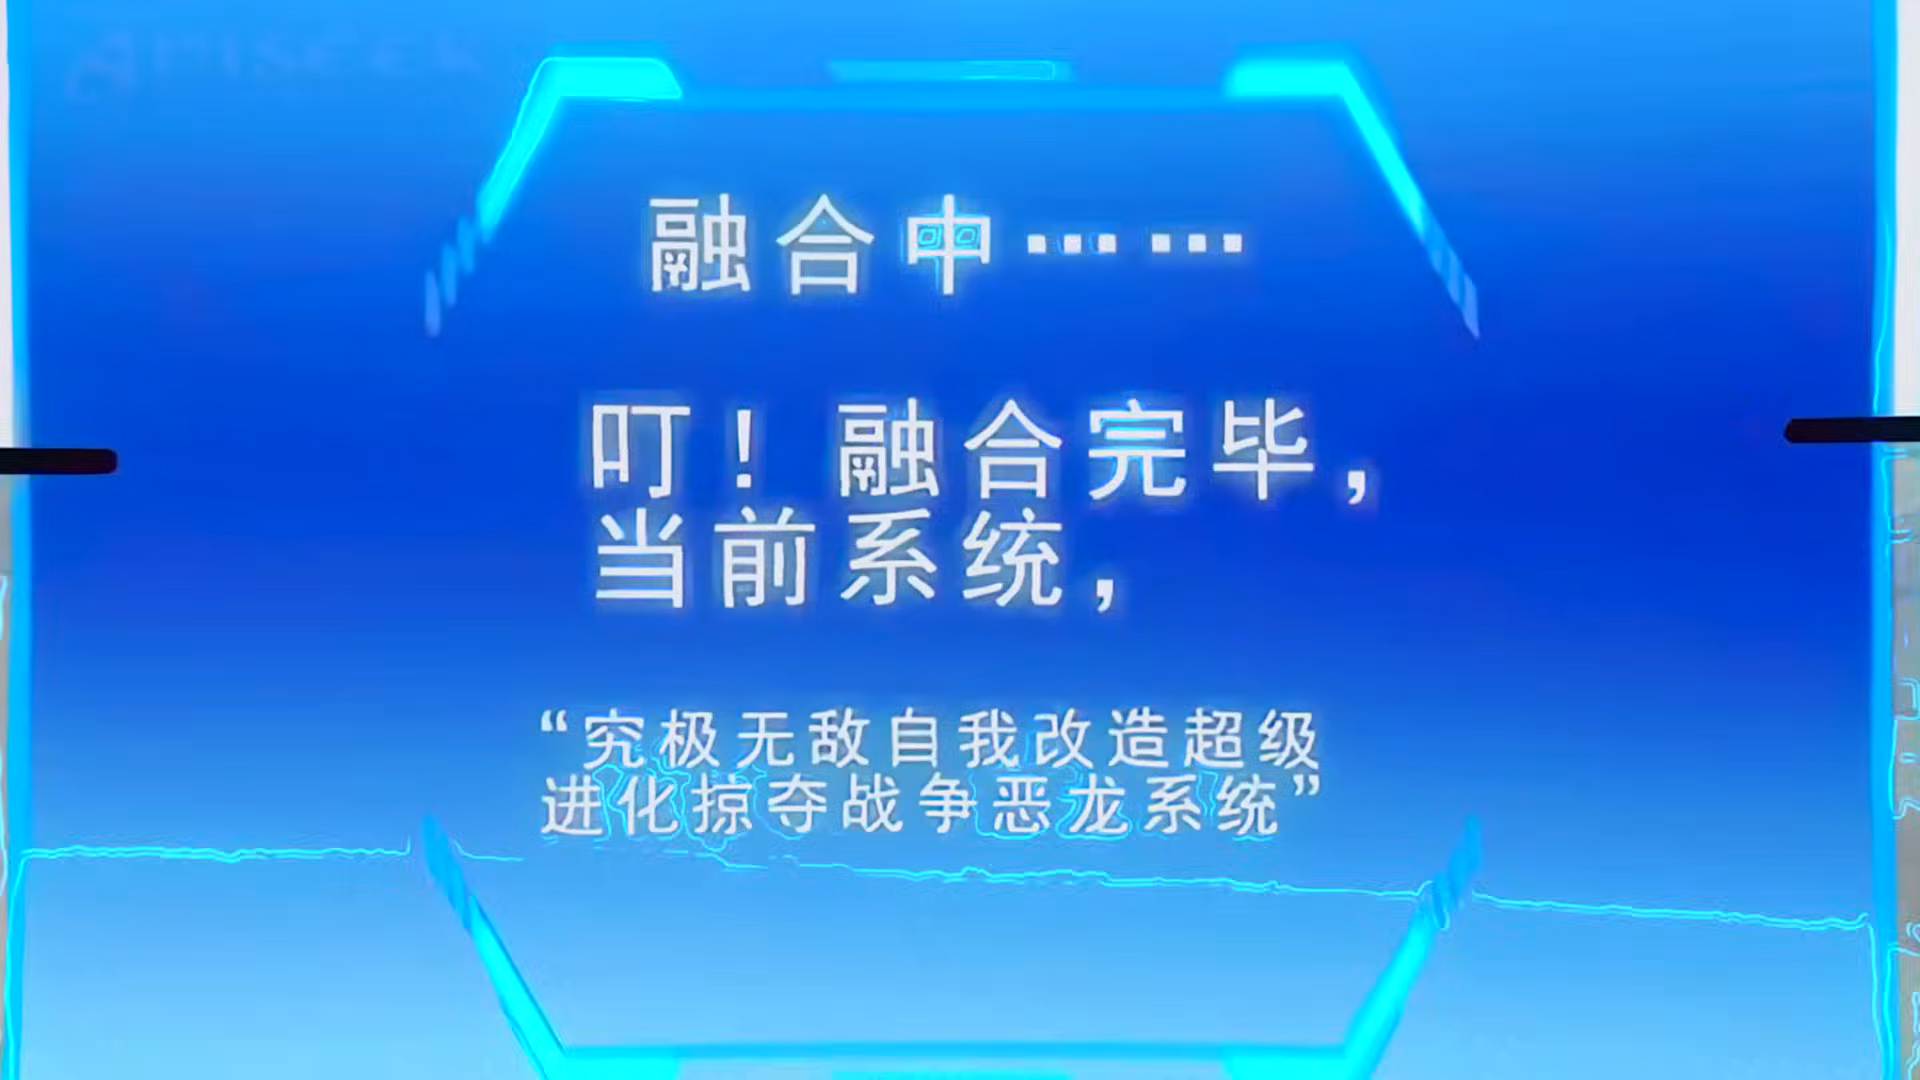 融合中……
叮！融合完毕，
当前系统，
“究极无敌自我改造超级
进化掠夺战争恶龙系统”